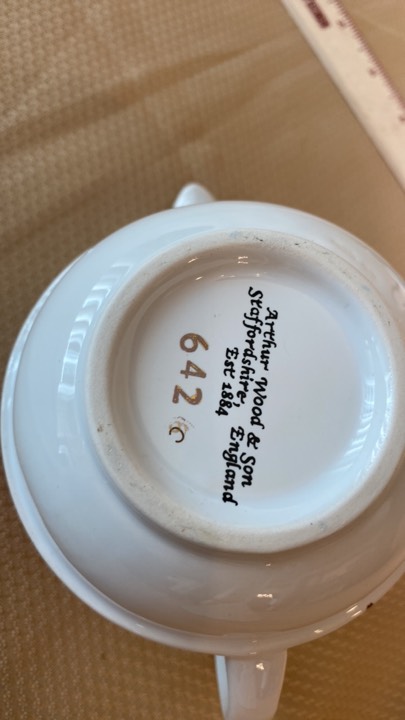 Arthur Wood & Son
Staffordshire, England
Est 1884
642
C